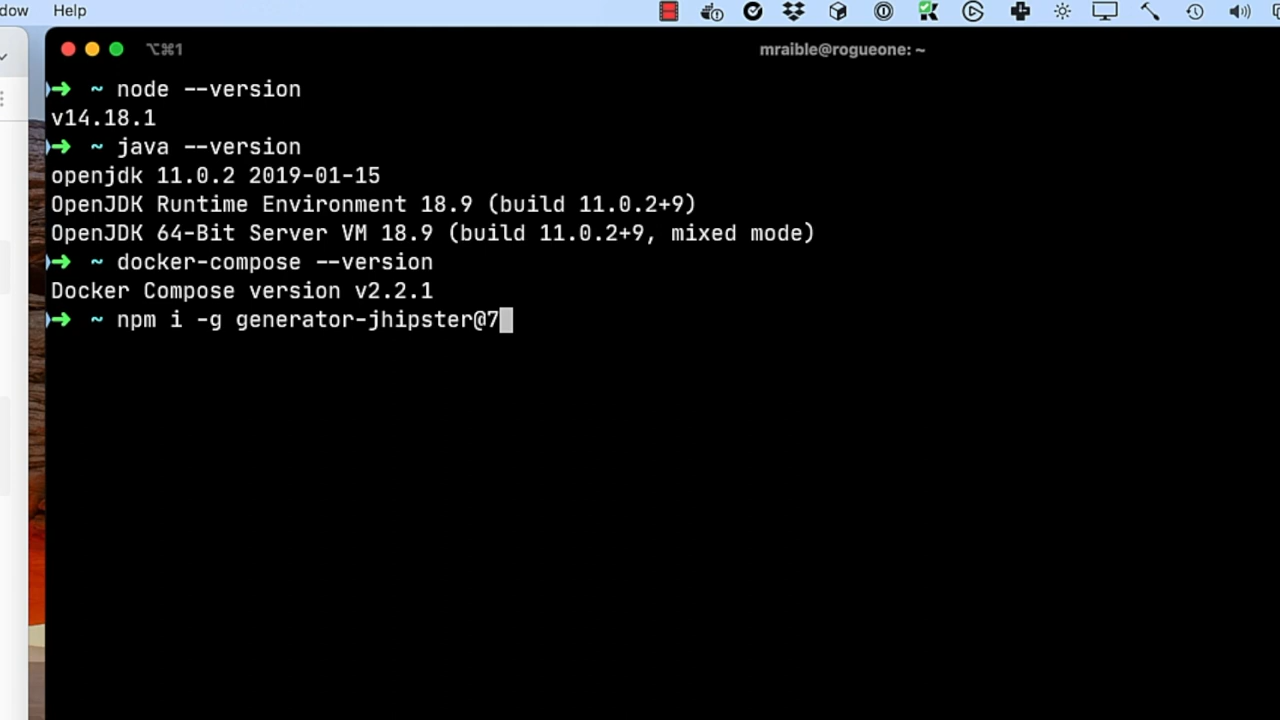 dow Help
⌥⌘1 mraible@rogueone: ~
➜ ~ node --version
v14.18.1
➜ ~ java --version
openjdk 11.0.2 2019-01-15
OpenJDK Runtime Environment 18.9 (build 11.0.2+9)
OpenJDK 64-Bit Server VM 18.9 (build 11.0.2+9, mixed mode)
➜ ~ docker-compose --version
Docker Compose version v2.2.1
➜ ~ npm i -g generator-jhipster@7